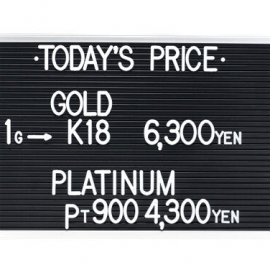 ·TODAY'S PRICE·
GOLD
1G→ K18 6,300YEN
PLATINUM
PT900 4,300YEN